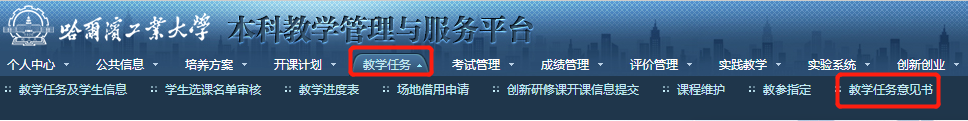 哈爾濱工業大學 本科教学管理与服务平台
个人中心 公共信息 培养方案 开课计划 教学任务 考试管理 成绩管理 评价管理 实践教学 实验系统 创新创业
教学任务及学生信息 学生选课名单审核 教学进度表 场地借用申请 创新研修课开课信息提交 课程维护 教参指定 教学任务意见书